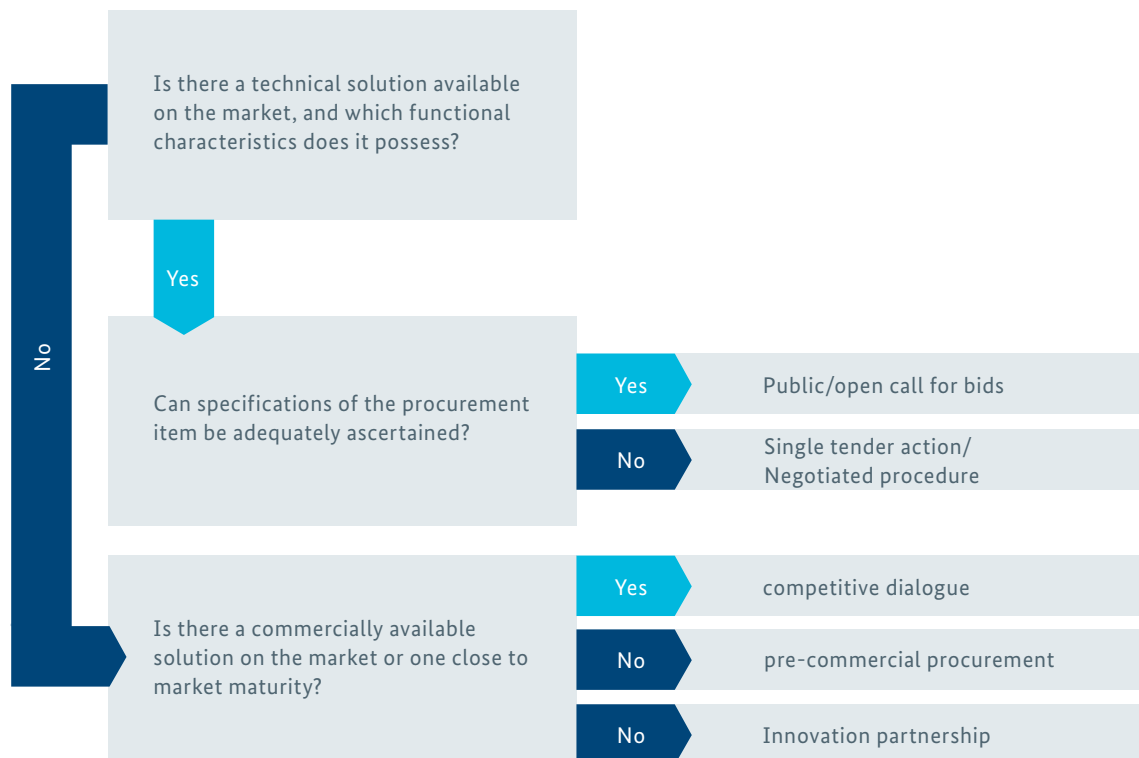 Is there a technical solution available
on the market, and which functional
characteristics does it possess?
Yes
No
Can specifications of the procurement
item be adequately ascertained?
Yes
Public/open call for bids
No
Single tender action/
Negotiated procedure
Is there a commercially available
solution on the market or one close to
market maturity?
Yes
competitive dialogue
No
pre-commercial procurement
No
Innovation partnership